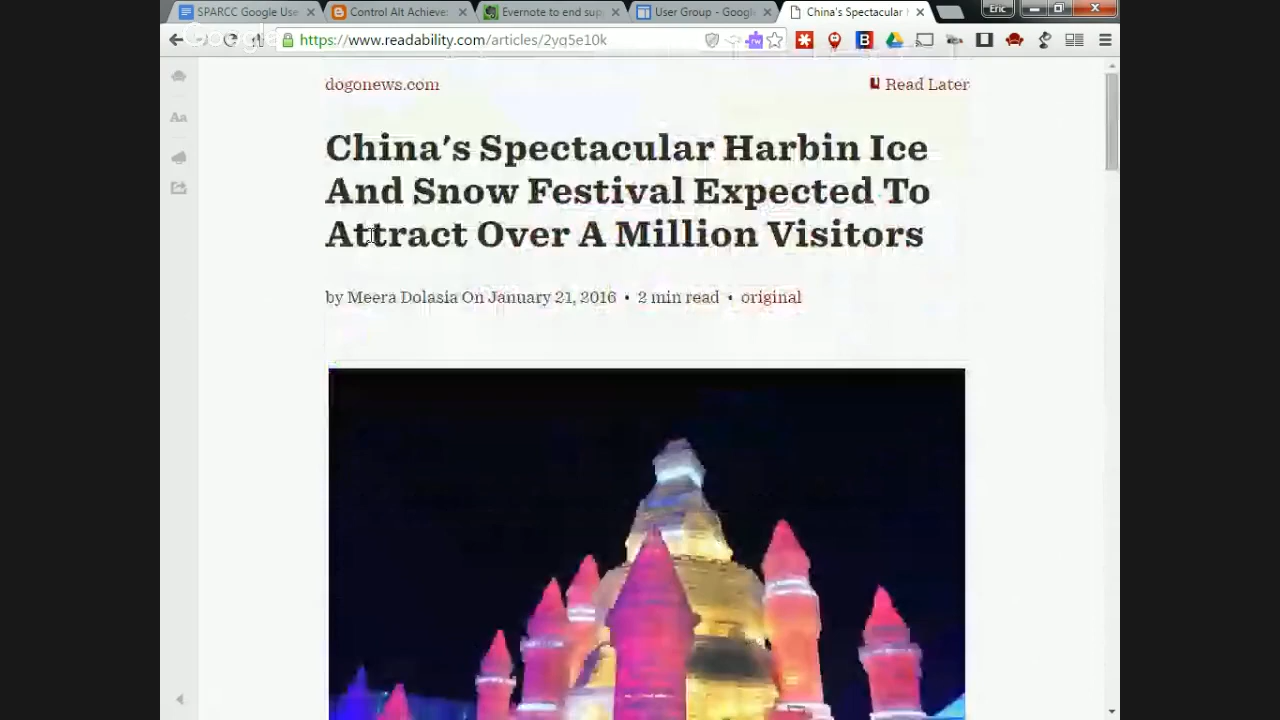 SPARCC Google Use
Control Alt Achieve:
Evernote to end sup
User Group - Google
China's Spectacular
Eric
https://www.readability.com/articles/2yq5e10k
dogonews.com
Read Later
Aa
China's Spectacular Harbin Ice
And Snow Festival Expected To
Attract Over A Million Visitors
by Meera Dolasia On January 21, 2016 • 2 min read • original